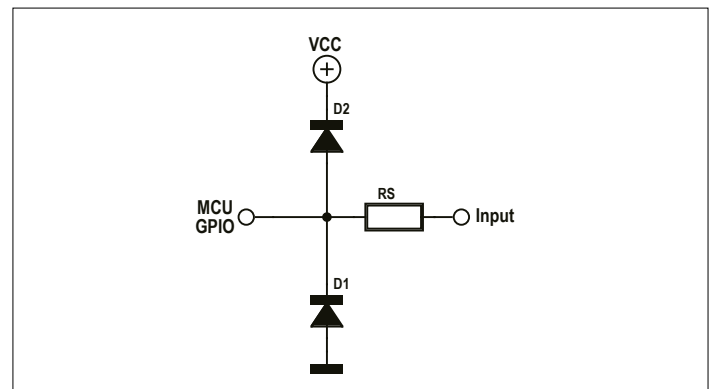 VCC
D2
RS
MCU
GPIO
Input
D1